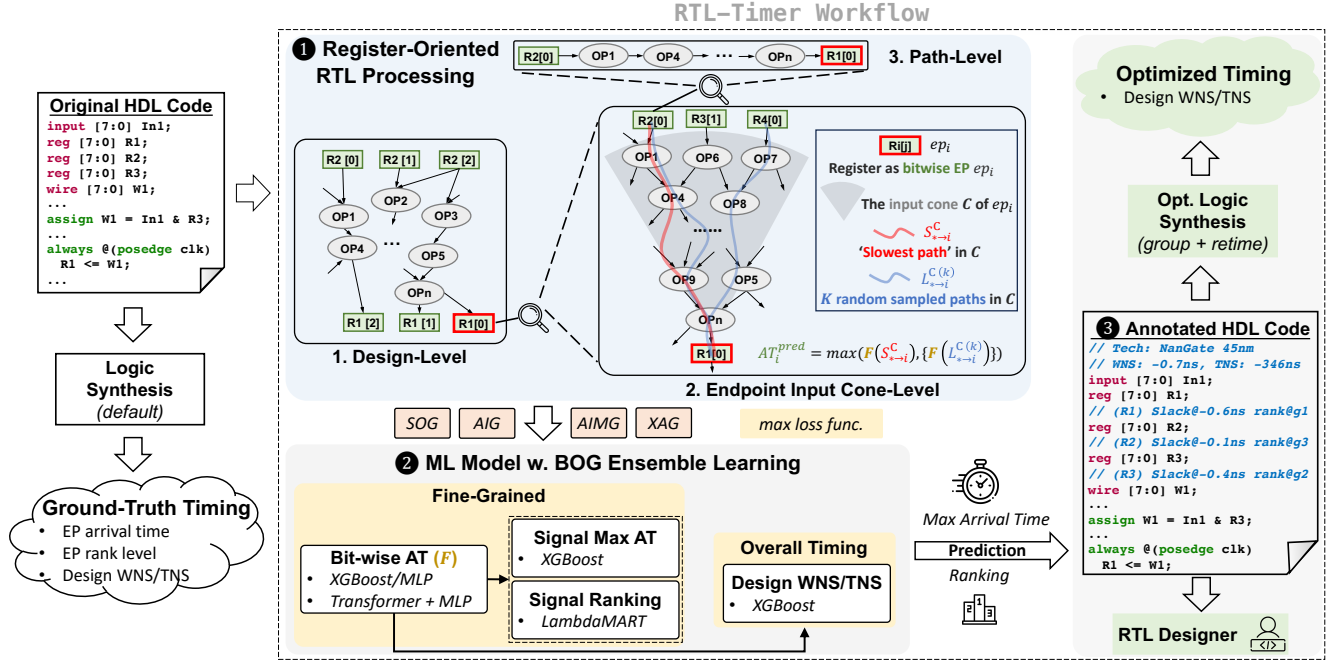 RTL-Timer Workflow
❶ Register-Oriented
RTL Processing
R2[0]
OP1
OP4
...
OPn
R1[0]
3. Path-Level
Original HDL Code
input [7:0] In1;
reg [7:0] R1;
reg [7:0] R2;
reg [7:0] R3;
wire [7:0] W1;
...
assign W1 = In1 & R3;
...
always @(posedge clk)
R1 <= W1;
...
Logic
Synthesis
(default)
Ground-Truth Timing
• EP arrival time
• EP rank level
• Design WNS/TNS
R2 [0]
R2 [1]
R2 [2]
OP1
OP2
OP3
OP4
...
OP5
OPn
R1 [2]
R1 [1]
R1[0]
1. Design-Level
R2[0]
R3[1]
R4[0]
OP1
OP6
OP7
OP4
OP8
......
OP9
OP5
OPn
R1[0]
Ri[j] ep_i
Register as bitwise EP ep_i
The input cone C of ep_i
S^C_{*→i}
'Slowest path' in C
L^{C(k)}_{*→i}
K random sampled paths in C
AT_i^{pred} = max(F(S^C_{*→i}), {F(L^{C(k)}_{*→i})})
2. Endpoint Input Cone-Level
SOG
AIG
AIMG
XAG
max loss func.
❷ ML Model w. BOG Ensemble Learning
Fine-Grained
Bit-wise AT (F)
• XGBoost/MLP
• Transformer + MLP
Signal Max AT
• XGBoost
Signal Ranking
• LambdaMART
Overall Timing
Design WNS/TNS
• XGBoost
Max Arrival Time
Prediction
Ranking
2 1 3
Optimized Timing
• Design WNS/TNS
Opt. Logic
Synthesis
(group + retime)
❸ Annotated HDL Code
// Tech: NanGate 45nm
// WNS: -0.7ns, TNS: -346ns
input [7:0] In1;
reg [7:0] R1;
// (R1) Slack@-0.6ns rank@g1
reg [7:0] R2;
// (R2) Slack@-0.1ns rank@g3
reg [7:0] R3;
// (R3) Slack@-0.4ns rank@g2
wire [7:0] W1;
...
assign W1 = In1 & R3;
...
always @(posedge clk)
R1 <= W1;
RTL Designer
</>